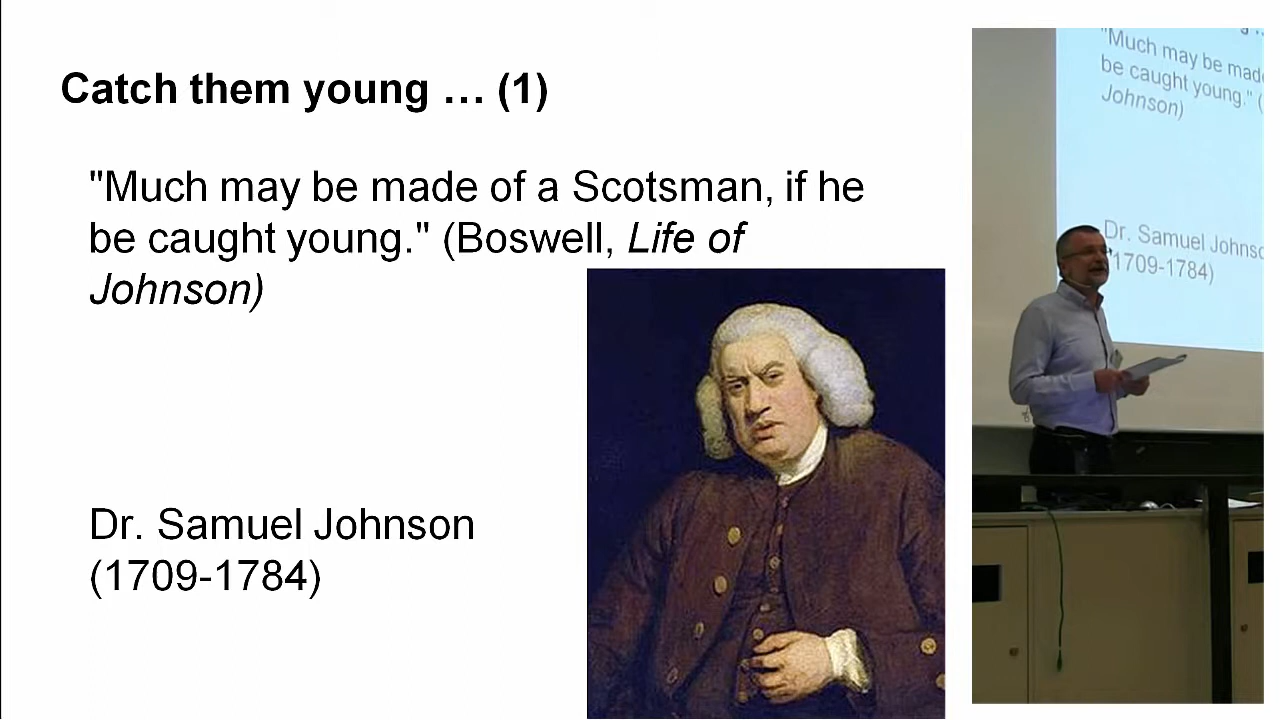 Catch them young … (1)
"Much may be made of a Scotsman, if he
be caught young." (Boswell, Life of
Johnson)
Dr. Samuel Johnson
(1709-1784)
"Much may be made
be caught young." (
Johnson)
Dr. Samuel Johnso
(1709-1784)